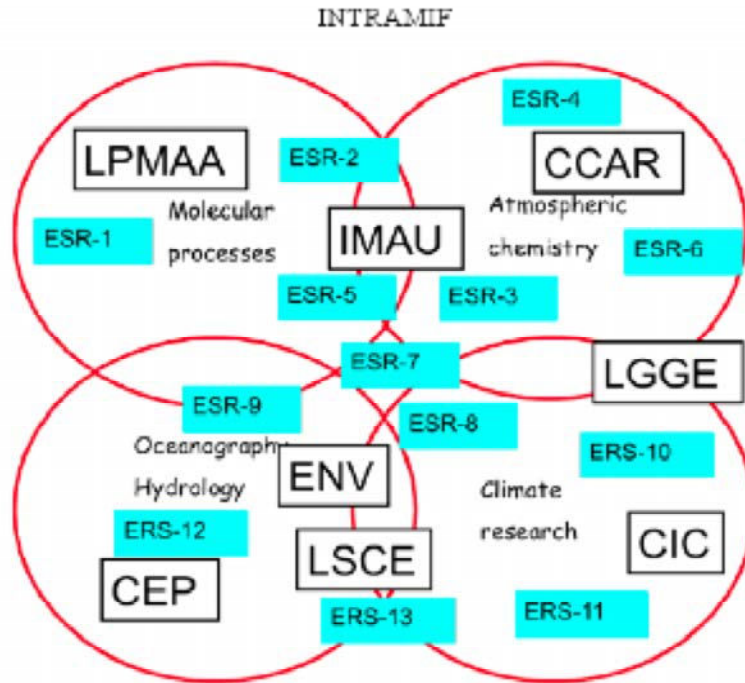 INTRAMIF
ESR-4
LPMAA
ESR-2
CCAR
Molecular
processes
ESR-1
IMAU
Atmospheric
chemistry
ESR-6
ESR-5
ESR-3
ESR-7
LGGE
ESR-9
ESR-8
Oceanagraphy
Hydrology
ENV
ERS-10
Climate
research
ERS-12
LSCE
CIC
CEP
ERS-13
ERS-11